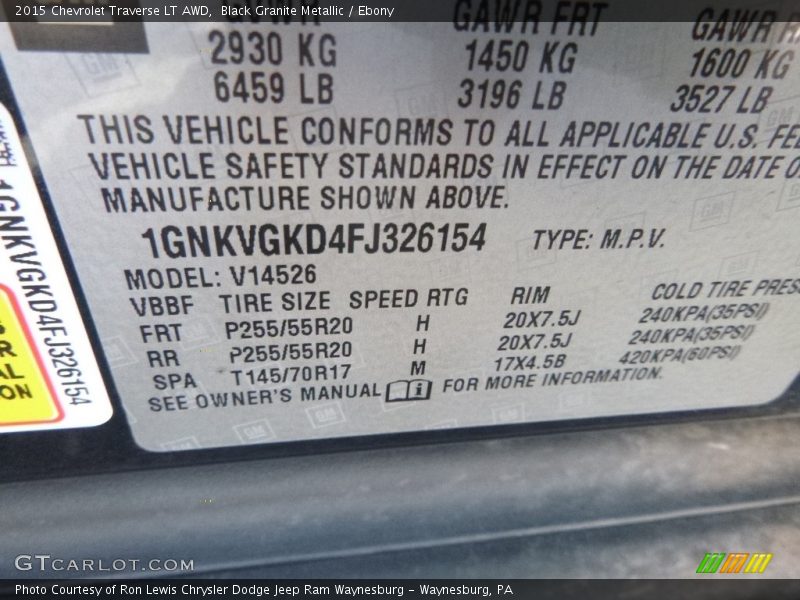 2015 Chevrolet Traverse LT AWD, Black Granite Metallic / Ebony
GVWR GAWR FRT GAWR
2930 KG 1450 KG 1600 KG
6459 LB 3196 LB 3527 LB
THIS VEHICLE CONFORMS TO ALL APPLICABLE U.S. FE
VEHICLE SAFETY STANDARDS IN EFFECT ON THE DATE O
MANUFACTURE SHOWN ABOVE.
1GNKVGKD4FJ326154 TYPE: M.P.V.
MODEL: V14526
VBBF TIRE SIZE SPEED RTG RIM COLD TIRE PRES
FRT P255/55R20 H 20X7.5J 240KPA(35PSI)
RR P255/55R20 H 20X7.5J 240KPA(35PSI)
SPA T145/70R17 M 17X4.5B 420KPA(60PSI)
SEE OWNER'S MANUAL i FOR MORE INFORMATION.
1GNKVGKD4FJ326154
R
AL
ON
GM
GTCARLOT.COM
Photo Courtesy of Ron Lewis Chrysler Dodge Jeep Ram Waynesburg - Waynesburg, PA